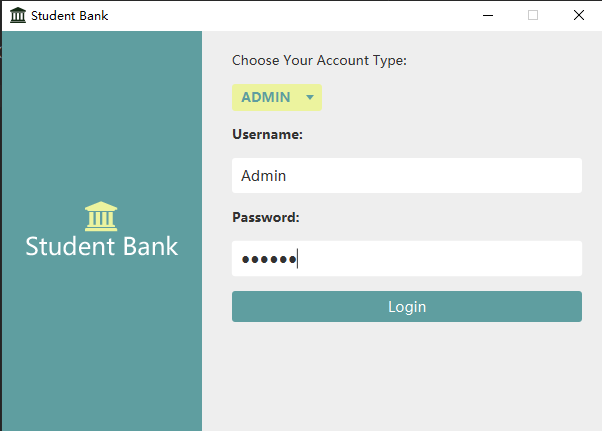 Student Bank
Choose Your Account Type:
ADMIN
Username:
Admin
Student Bank
Password:
●●●●●●
Login